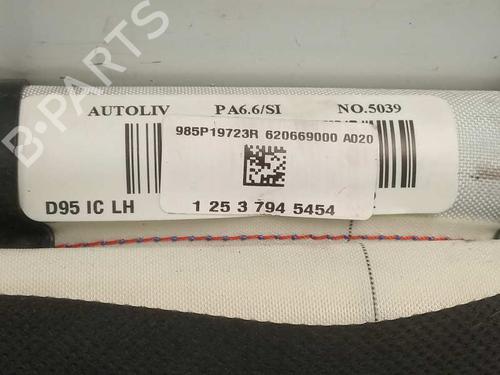 AUTOLIV PA6.6/SI NO.5039
985P19723R 620669000 A020
D95 IC LH
1 25 3 794 5454
B-PARTS